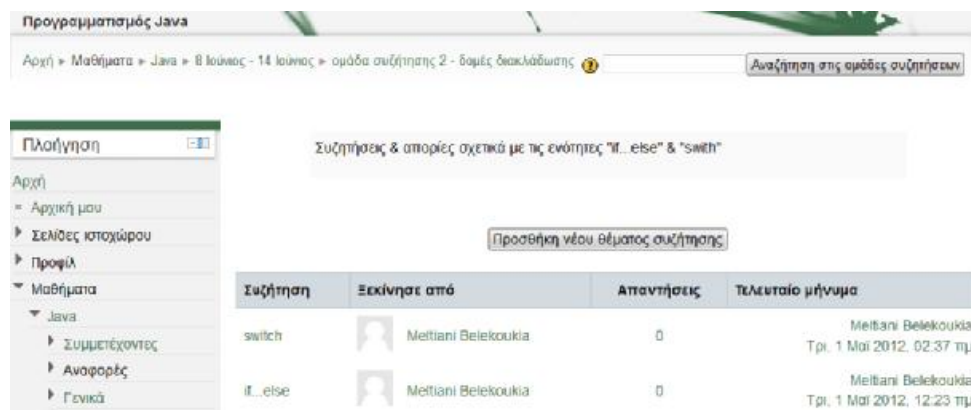 Προγραμματισμός Java
Αρχή ► Μαθήματα ► Java ► 8 Ιούνιος - 14 Ιούνιος ► ομάδα συζήτησης 2 - δομές διακλάδωσης
Αναζήτηση στις ομάδες συζητήσεων
Πλοήγηση
Αρχή
Αρχική μου
Σελίδες ιστοχώρου
Προφίλ
Μαθήματα
Java
Συμμετέχοντες
Αναφορές
Γενικά
Συζητήσεις & απορίες σχετικά με τις ενότητες "if...else" & "swith"
Προσθήκη νέου θέματος συζήτησης
Συζήτηση Ξεκίνησε από Απαντήσεις Τελευταίο μήνυμα
switch Meltiani Belekoukia 0 Meltiani Belekoukia
Τρι, 1 Μαϊ 2012, 02:37 πμ
if...else Meltiani Belekoukia 0 Meltiani Belekoukia
Τρι, 1 Μαϊ 2012, 12:23 πμ